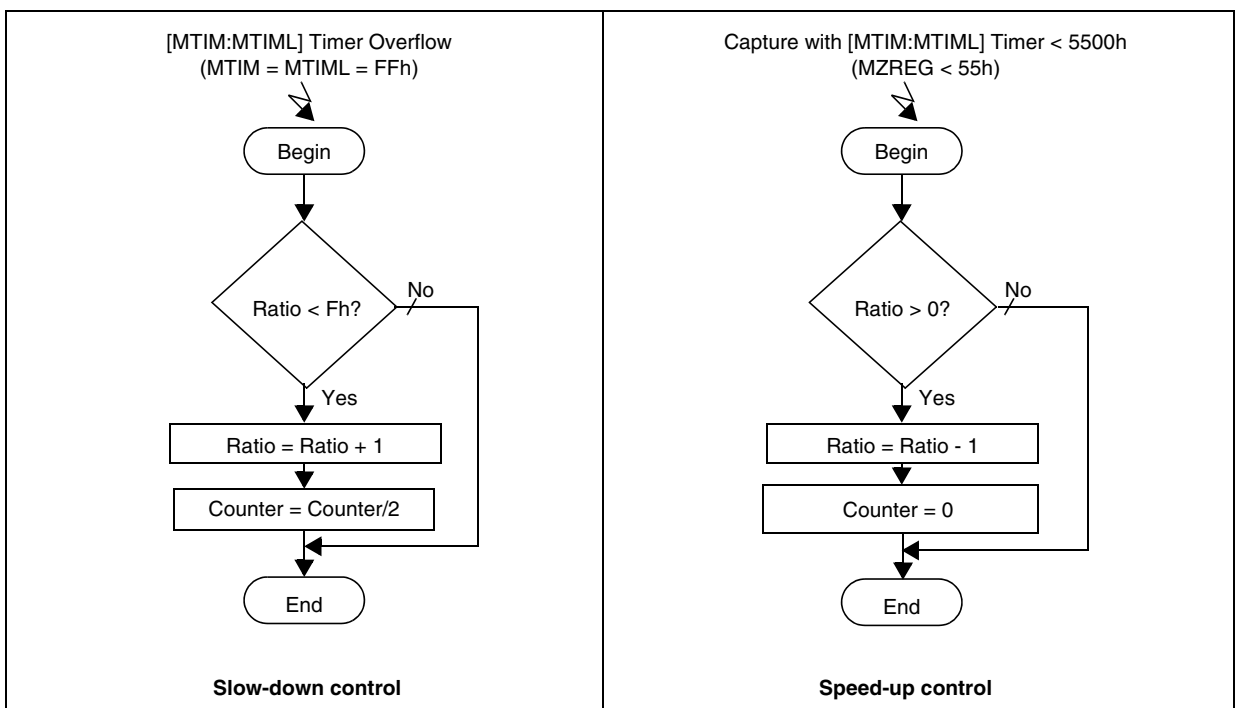 [MTIM:MTIML] Timer Overflow
(MTIM = MTIML = FFh)
Begin
Ratio < Fh?
No
Yes
Ratio = Ratio + 1
Counter = Counter/2
End
Slow-down control
Capture with [MTIM:MTIML] Timer < 5500h
(MZREG < 55h)
Begin
Ratio > 0?
No
Yes
Ratio = Ratio - 1
Counter = 0
End
Speed-up control